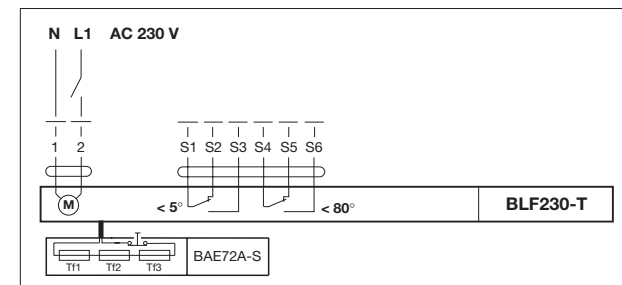 N L1 AC 230 V
1 2 S1 S2 S3 S4 S5 S6
M < 5° < 80° BLF230-T
T
BAE72A-S
Tf1 Tf2 Tf3